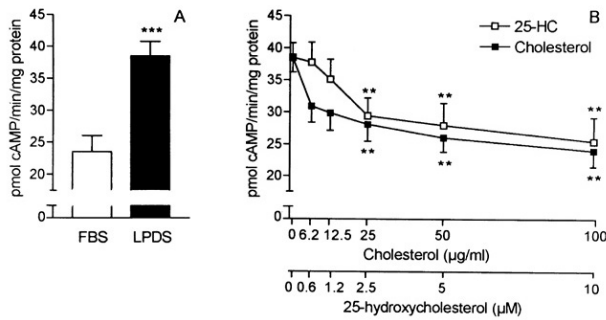 A
pmol cAMP/min/mg protein
45
40
35
30
25
20
0
***
FBS LPDS
B
pmol cAMP/min/mg protein
45
40
35
30
25
20
0
25-HC
Cholesterol
** ** **
** ** **
0 6.2 12.5 25 50 100
Cholesterol (µg/ml)
0 0.6 1.2 2.5 5 10
25-hydroxycholesterol (µM)